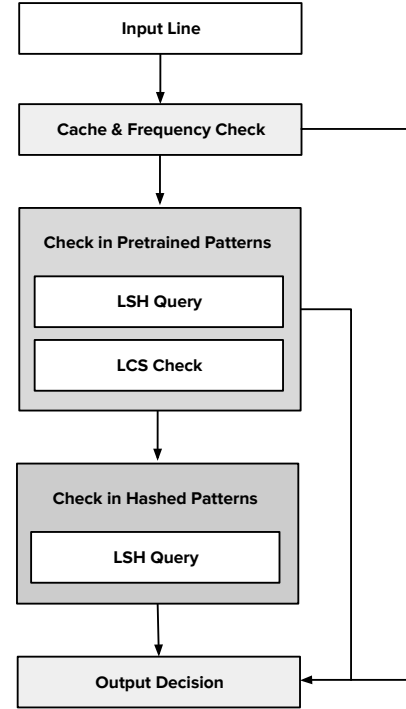 Input Line
Cache & Frequency Check
Check in Pretrained Patterns
LSH Query
LCS Check
Check in Hashed Patterns
LSH Query
Output Decision